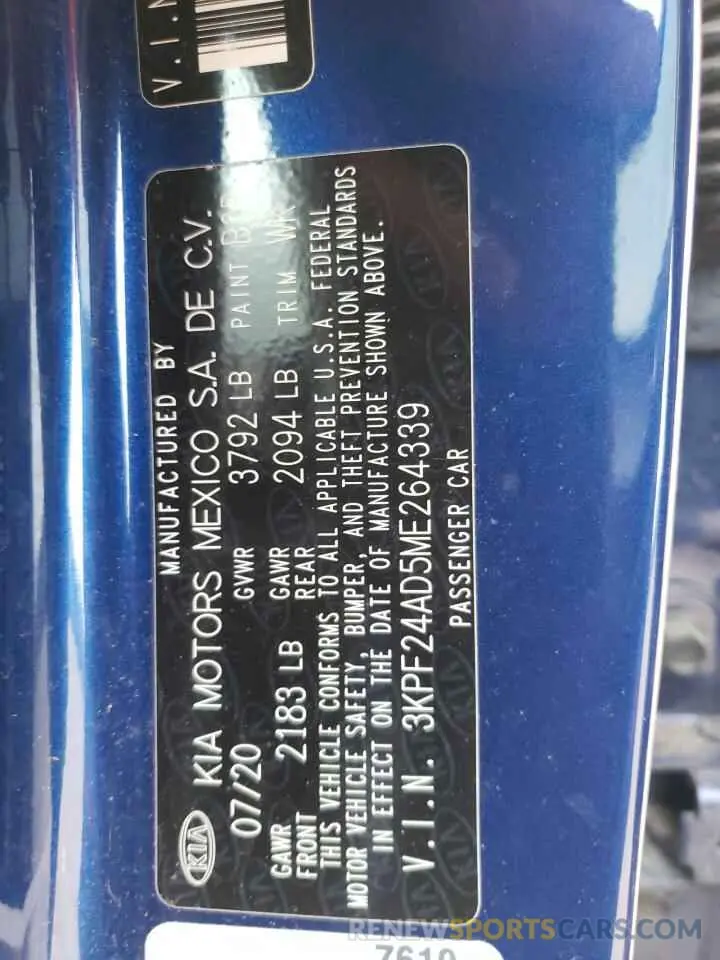 V.I.N
MANUFACTURED BY
KIA KIA MOTORS MEXICO S.A. DE C.V.
07/20 GVWR 3792 LB PAINT
GAWR FRONT 2183 LB GAWR REAR 2094 LB TRIM WK
THIS VEHICLE CONFORMS TO ALL APPLICABLE U.S.A. FEDERAL
MOTOR VEHICLE SAFETY, BUMPER, AND THEFT PREVENTION STANDARDS
IN EFFECT ON THE DATE OF MANUFACTURE SHOWN ABOVE.
V.I.N. 3KPF24AD5ME264339
PASSENGER CAR
7619
RENEWSPORTSCARS.COM